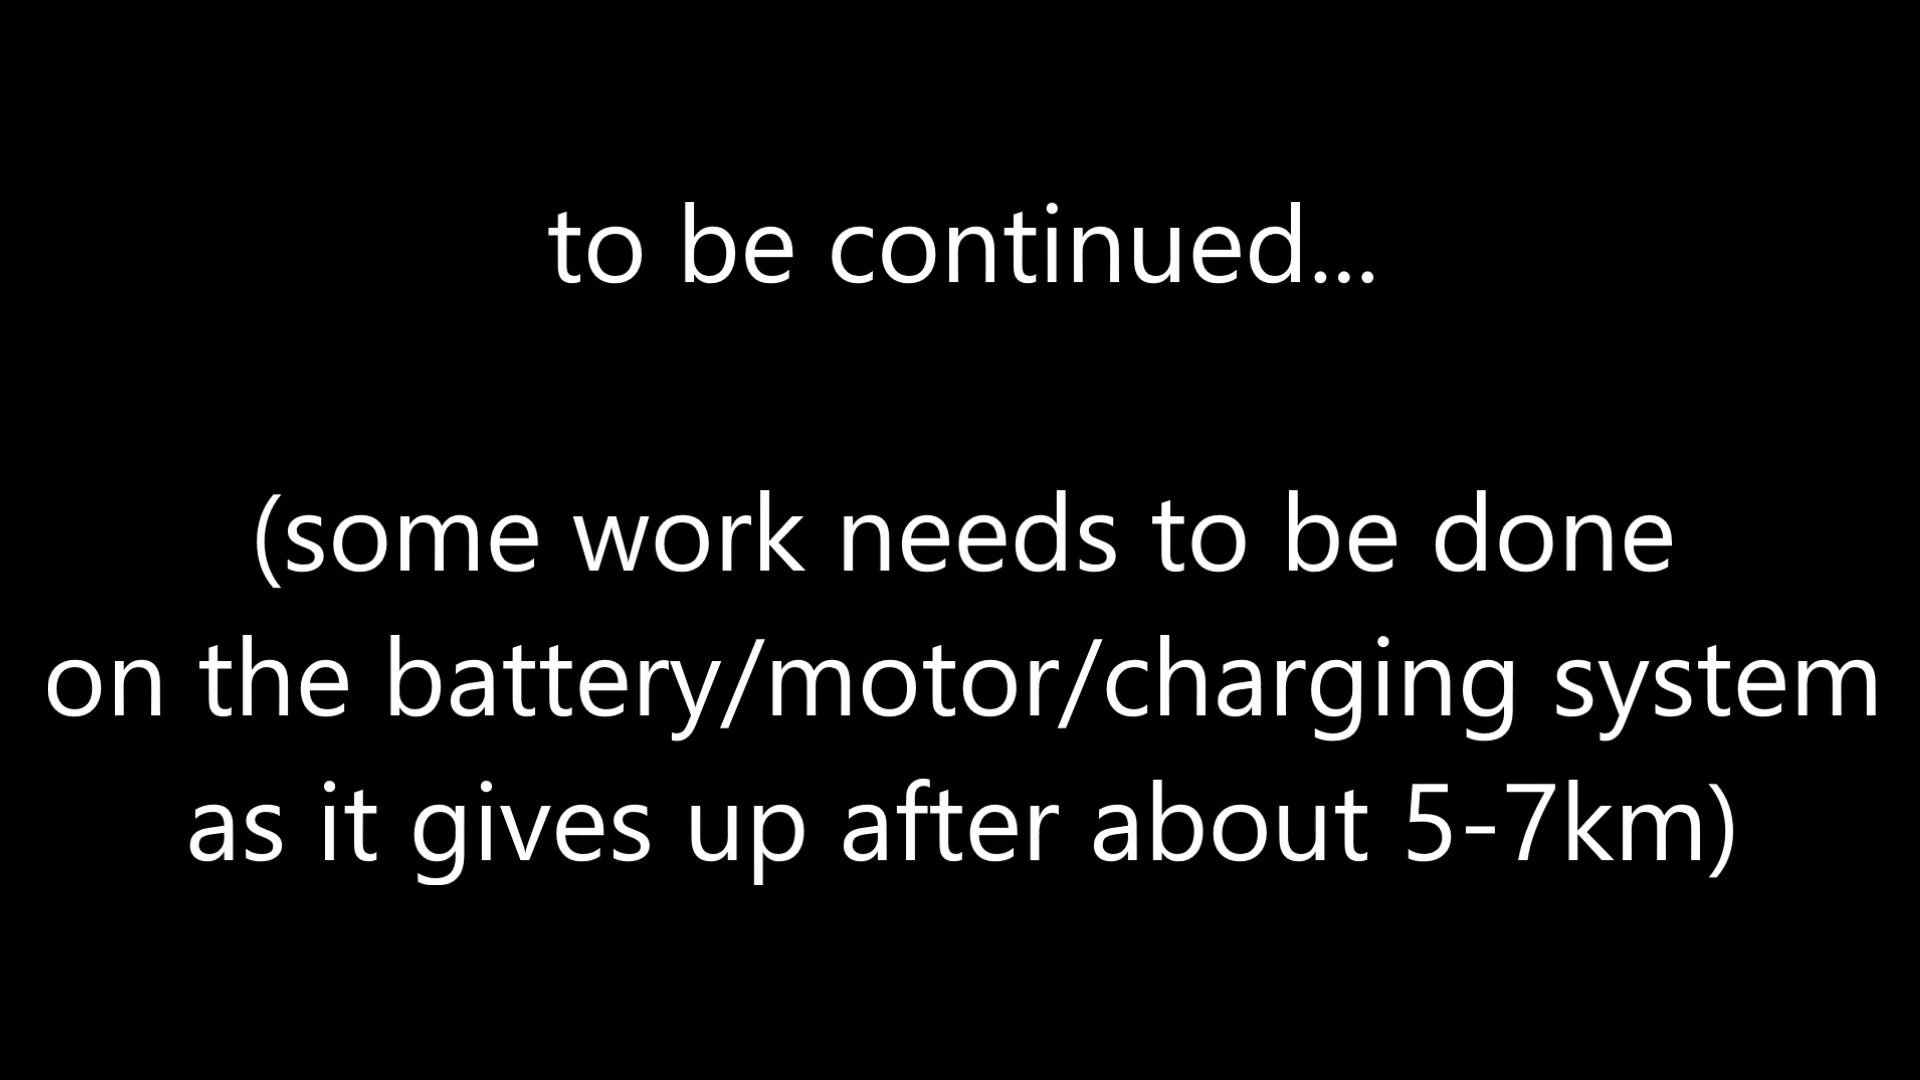 to be continued...
(some work needs to be done
on the battery/motor/charging system
as it gives up after about 5-7km)